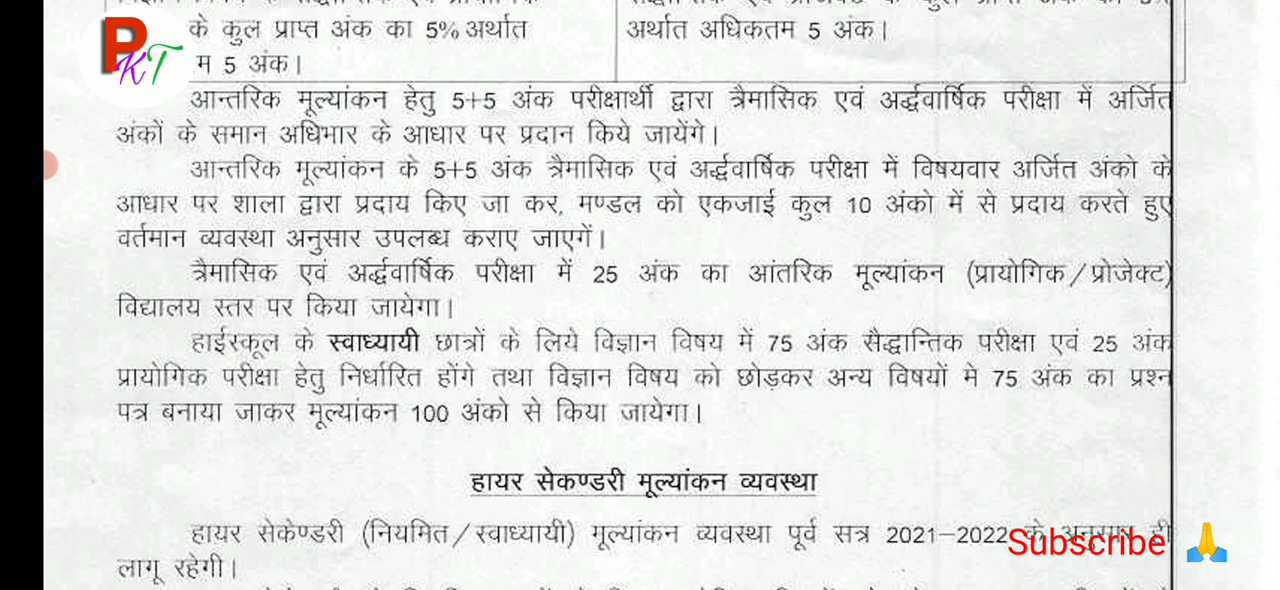 के कुल प्राप्त अंक का 5% अर्थात
म 5 अंक।
अर्थात अधिकतम 5 अंक।
PKT
आन्तरिक मूल्यांकन हेतु 5+5 अंक परीक्षार्थी द्वारा त्रैमासिक एवं अर्द्धवार्षिक परीक्षा में अर्जित
अंकों के समान अधिभार के आधार पर प्रदान किये जायेंगे।
आन्तरिक मूल्यांकन के 5+5 अंक त्रैमासिक एवं अर्द्धवार्षिक परीक्षा में विषयवार अर्जित अंको के
आधार पर शाला द्वारा प्रदाय किए जा कर, मण्डल को एकजाई कुल 10 अंको में से प्रदाय करते हुए
वर्तमान व्यवस्था अनुसार उपलब्ध कराए जाएगें।
त्रैमासिक एवं अर्द्धवार्षिक परीक्षा में 25 अंक का आंतरिक मूल्यांकन (प्रायोगिक/प्रोजेक्ट)
विद्यालय स्तर पर किया जायेगा।
हाईस्कूल के स्वाध्यायी छात्रों के लिये विज्ञान विषय में 75 अंक सैद्धान्तिक परीक्षा एवं 25 अंक
प्रायोगिक परीक्षा हेतु निर्धारित होंगे तथा विज्ञान विषय को छोड़कर अन्य विषयों मे 75 अंक का प्रश्न
पत्र बनाया जाकर मूल्यांकन 100 अंको से किया जायेगा।
हायर सेकण्डरी मूल्यांकन व्यवस्था
हायर सेकेण्डरी (नियमित/स्वाध्यायी) मूल्यांकन व्यवस्था पूर्व सत्र 2021-2022 के अनुसार ही
लागू रहेगी।
Subscribe